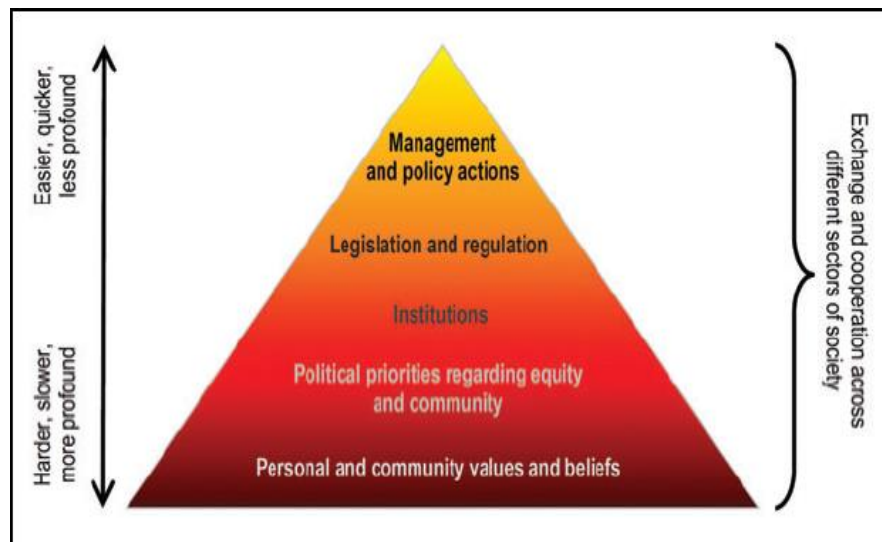 Easier, quicker,
less profound
Harder, slower,
more profound
Management
and policy actions
Legislation and regulation
Institutions
Political priorities regarding equity
and community
Personal and community values and beliefs
Exchange and cooperation across
different sectors of society